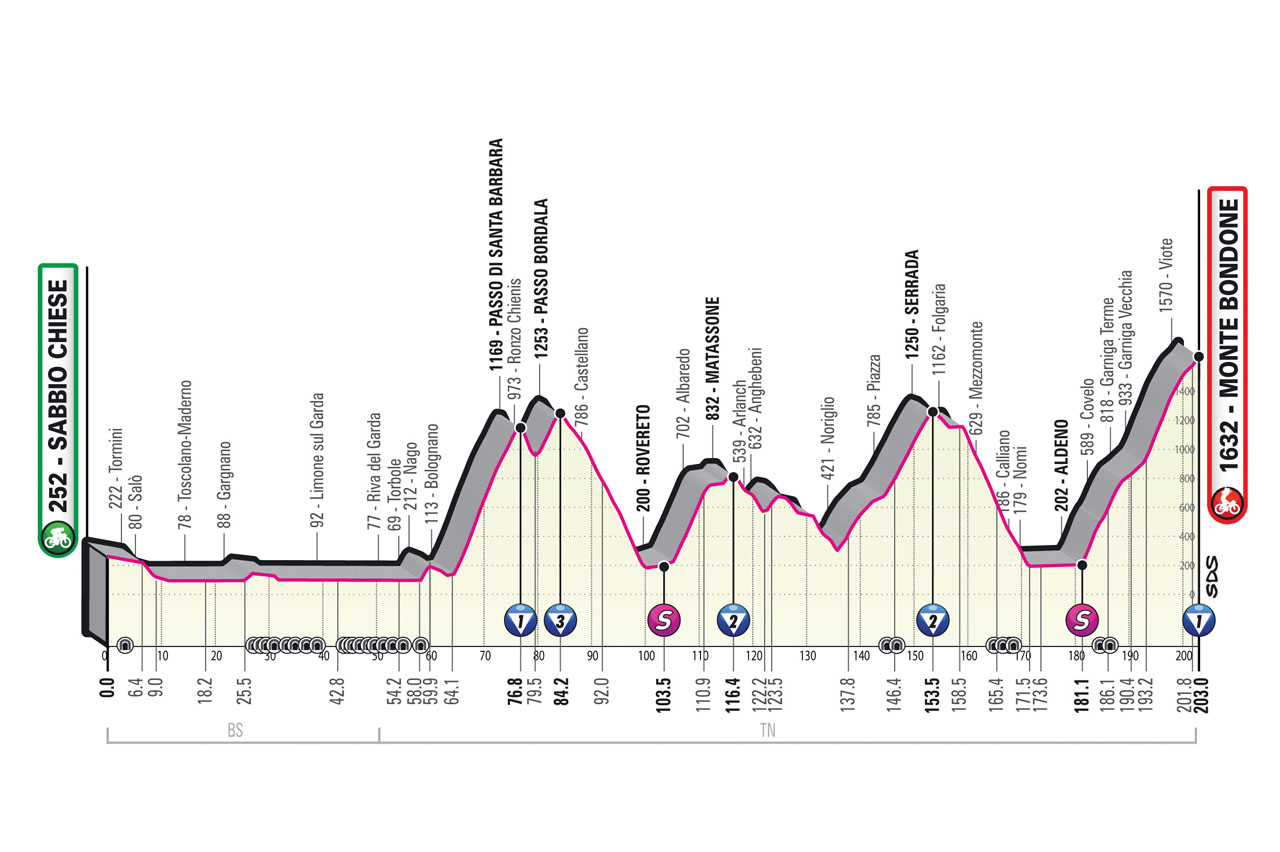 252 - SABBIO CHIESE
222 - Tormini
80 - Salò
78 - Toscolano-Maderno
88 - Gargnano
92 - Limone sul Garda
77 - Riva del Garda
69 - Torbole
212 - Nago
113 - Bolognano
1169 - PASSO DI SANTA BARBARA
973 - Ronzo Chienis
1253 - PASSO BORDALA
786 - Castellano
200 - ROVERETO
702 - Albaredo
832 - MATASSONE
539 - Arlanch
632 - Anghebeni
421 - Noriglio
785 - Piazza
1250 - SERRADA
1162 - Folgaria
629 - Mezzomonte
186 - Calliano
179 - Nomi
202 - ALDENO
589 - Covelo
818 - Garniga Terme
933 - Garniga Vecchia
1570 - Viote
1632 - MONTE BONDONE
1400
1200
1000
800
600
400
200
0
SDS
1 3 S 2 2 S 1
0 10 20 30 40 50 60 70 80 90 100 110 120 130 140 150 160 170 180 190 200
0.0 6.4 9.0 18.2 25.5 42.8 54.2 58.0 59.9 64.1 76.8 79.5 84.2 92.0 103.5 110.9 116.4 122.2 123.5 137.8 146.4 153.5 158.5 165.4 171.5 173.6 181.1 186.1 190.4 193.2 201.8 203.0
BS TN